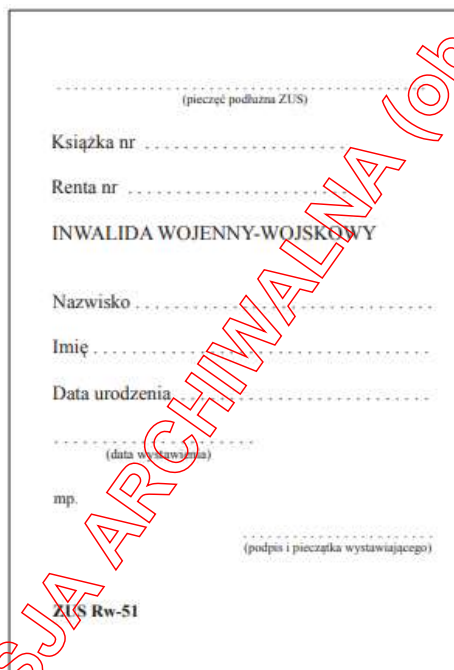 (pieczęć podłużna ZUS)
Książka nr
Renta nr
INWALIDA WOJENNY-WOJSKOWY
Nazwisko
Imię
Data urodzenia
(data wystawienia)
mp.
(podpis i pieczątka wystawiającego)
ZUS Rw-51
SJA ARCHIWALNA (ob